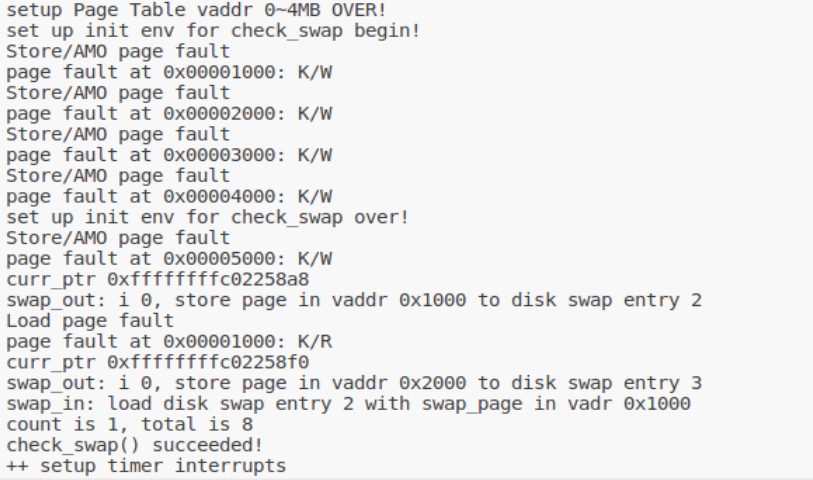 setup Page Table vaddr 0~4MB OVER!
set up init env for check_swap begin!
Store/AMO page fault
page fault at 0x00001000: K/W
Store/AMO page fault
page fault at 0x00002000: K/W
Store/AMO page fault
page fault at 0x00003000: K/W
Store/AMO page fault
page fault at 0x00004000: K/W
set up init env for check_swap over!
Store/AMO page fault
page fault at 0x00005000: K/W
curr_ptr 0xffffffffc02258a8
swap_out: i 0, store page in vaddr 0x1000 to disk swap entry 2
Load page fault
page fault at 0x00001000: K/R
curr_ptr 0xffffffffc02258f0
swap_out: i 0, store page in vaddr 0x2000 to disk swap entry 3
swap_in: load disk swap entry 2 with swap_page in vadr 0x1000
count is 1, total is 8
check_swap() succeeded!
++ setup timer interrupts